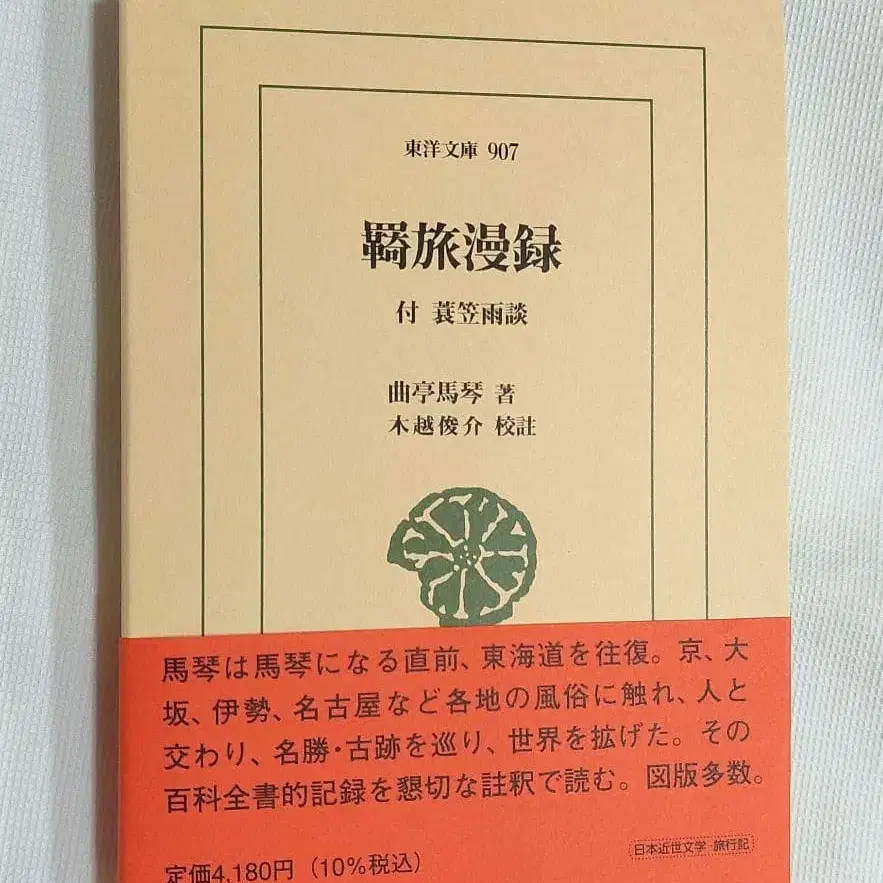 東洋文庫 907
羇旅漫録
付 蓑笠雨談
曲亭馬琴 著
木越俊介 校註
馬琴は馬琴になる直前、東海道を往復。京、大
坂、伊勢、名古屋など各地の風俗に触れ、人と
交わり、名勝・古跡を巡り、世界を拡げた。その
百科全書的記録を懇切な註釈で読む。図版多数。
日本近世文学・旅行記
定価4,180円（10%税込）